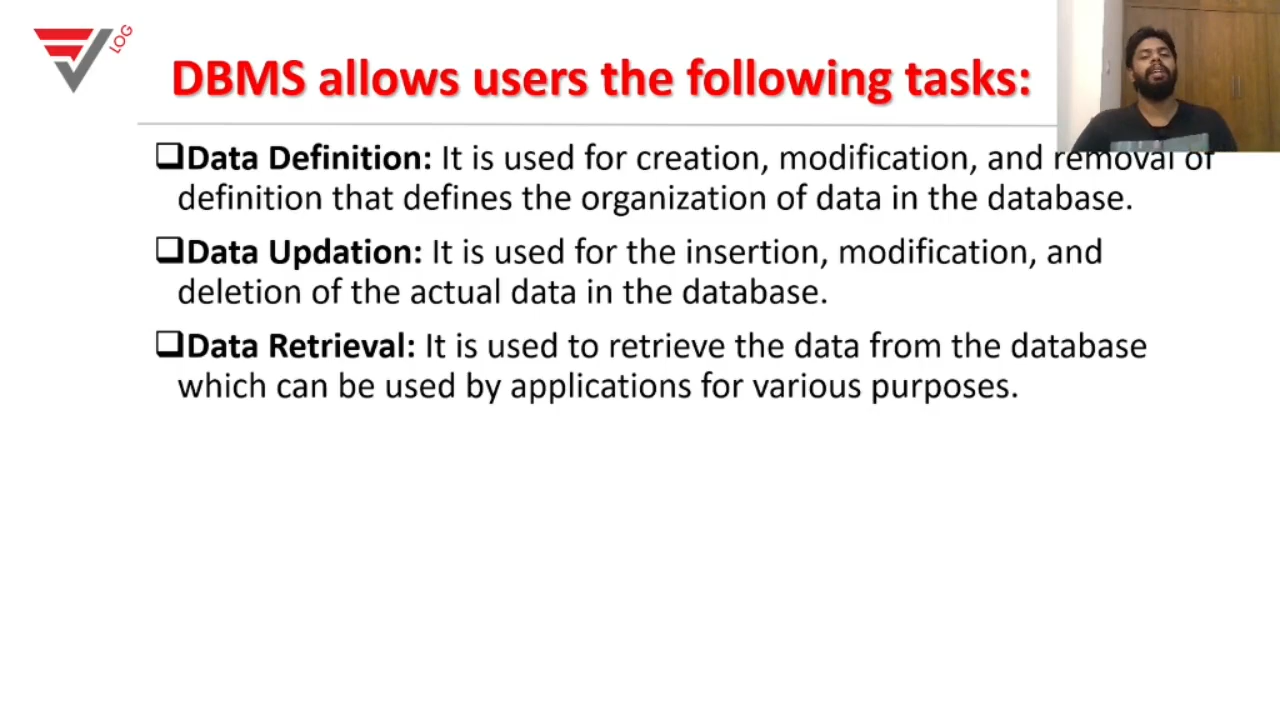 LOG
DBMS allows users the following tasks:
❑Data Definition: It is used for creation, modification, and removal of
definition that defines the organization of data in the database.
❑Data Updation: It is used for the insertion, modification, and
deletion of the actual data in the database.
❑Data Retrieval: It is used to retrieve the data from the database
which can be used by applications for various purposes.